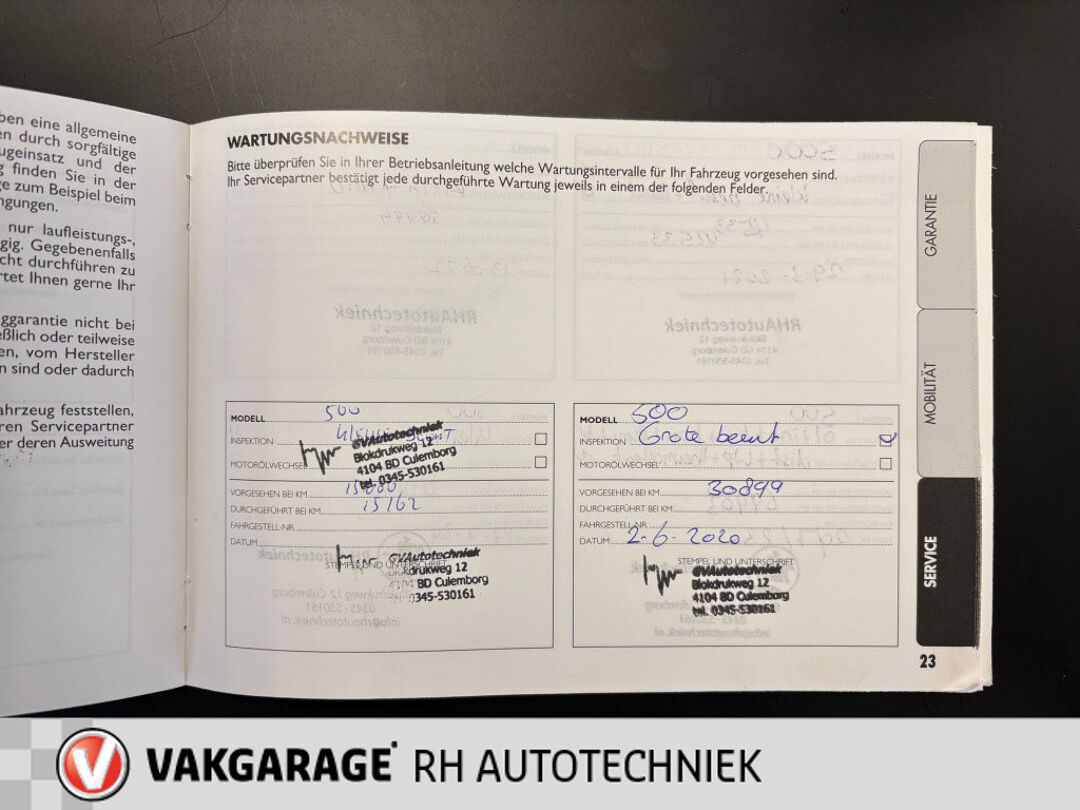 ben eine allgemeine
en durch sorgfältige
ugeinsatz und der
g finden Sie in der
ge zum Beispiel beim
ngungen.
nur laufleistungs-,
gig. Gegebenenfalls
cht durchführen zu
rtet Ihnen gerne Ihr
ggarantie nicht bei
eßlich oder teilweise
en, vom Hersteller
n sind oder dadurch
ahrzeug feststellen,
ren Servicepartner
er deren Ausweitung
WARTUNGSNACHWEISE
Bitte überprüfen Sie in Ihrer Betriebsanleitung welche Wartungsintervalle für Ihr Fahrzeug vorgesehen sind.
Ihr Servicepartner bestätigt jede durchgeführte Wartung jeweils in einem der folgenden Felder.
MODELL 500
INSPEKTION
MOTORÖLWECHSEL
GVAutotechniek
Blokdrukweg 12
4104 BD Culemborg
tel. 0345-530161
VORGESEHEN BEI KM 15000
DURCHGEFÜHRT BEI KM 15162
FAHRGESTELL-NR.
DATUM
STEMPEL UND UNTERSCHRIFT
GVAutotechniek
Blokdrukweg 12
4104 BD Culemborg
0345-530161
MODELL 500
INSPEKTION Grote beurt
MOTORÖLWECHSEL
VORGESEHEN BEI KM 30899
DURCHGEFÜHRT BEI KM
FAHRGESTELL-NR.
DATUM 2-6-2020
STEMPEL UND UNTERSCHRIFT
GVAutotechniek
Blokdrukweg 12
4104 BD Culemborg
tel. 0345-530161
GARANTIE
MOBILITÄT
SERVICE
23
VAKGARAGE RH AUTOTECHNIEK